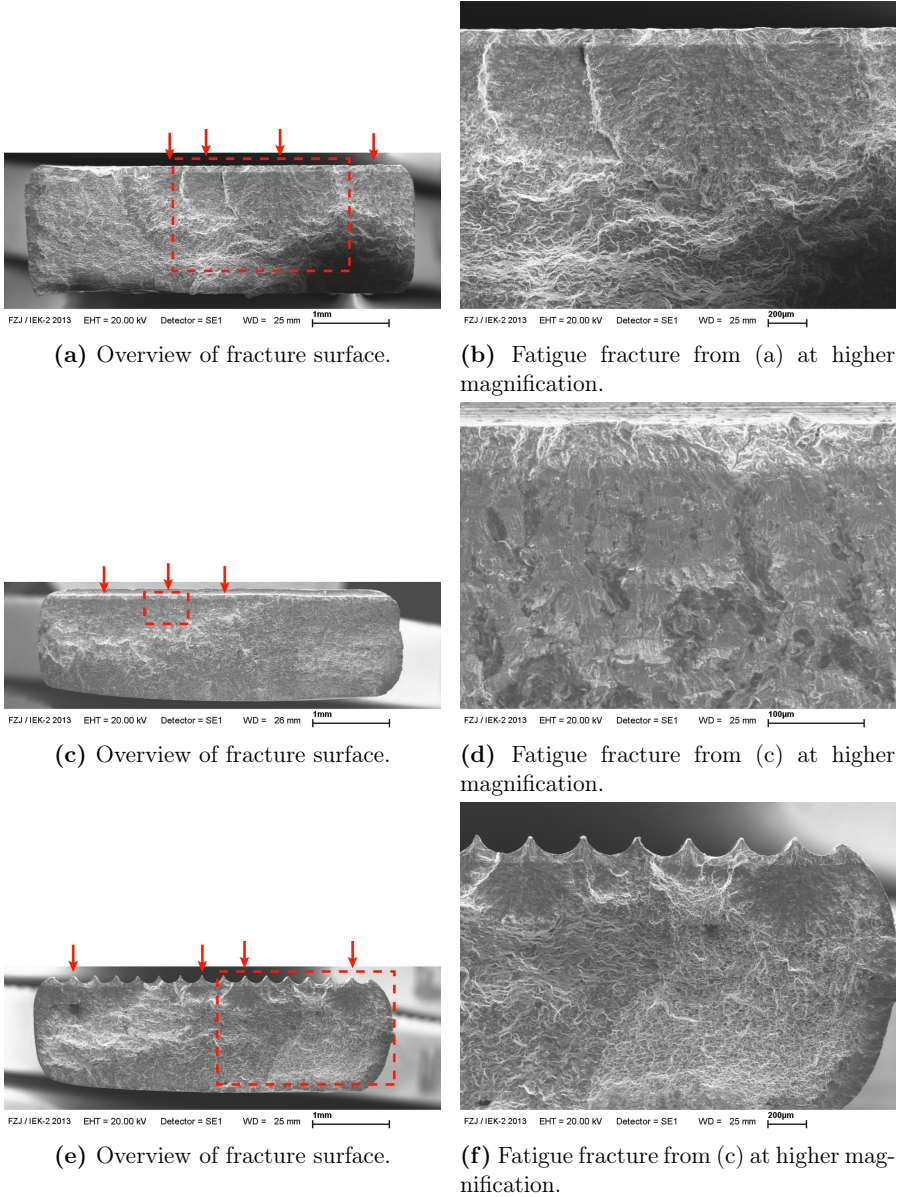 FZJ / IEK-2 2013 EHT = 20.00 kV Detector = SE1 WD = 25 mm 1mm
FZJ / IEK-2 2013 EHT = 20.00 kV Detector = SE1 WD = 25 mm 200µm
(a) Overview of fracture surface.
(b) Fatigue fracture from (a) at higher
magnification.
FZJ / IEK-2 2013 EHT = 20.00 kV Detector = SE1 WD = 26 mm 1mm
FZJ / IEK-2 2013 EHT = 20.00 kV Detector = SE1 WD = 25 mm 100µm
(c) Overview of fracture surface.
(d) Fatigue fracture from (c) at higher
magnification.
FZJ / IEK-2 2013 EHT = 20.00 kV Detector = SE1 WD = 25 mm 1mm
FZJ / IEK-2 2013 EHT = 20.00 kV Detector = SE1 WD = 25 mm 200µm
(e) Overview of fracture surface.
(f) Fatigue fracture from (c) at higher mag-
nification.